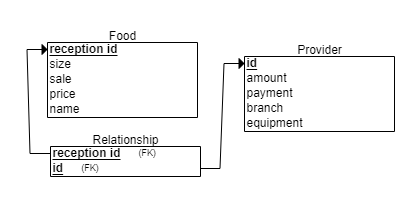 Food
reception id
size
sale
price
name
Provider
id
amount
payment
branch
equipment
Relationship
reception id (FK)
id (FK)